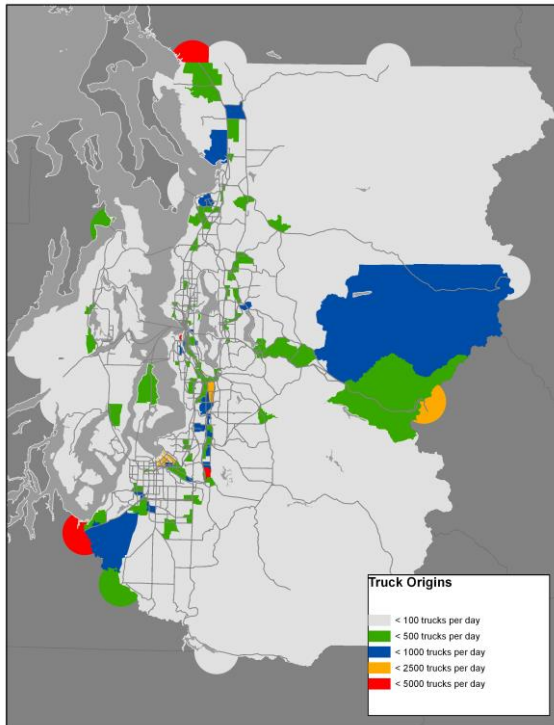 Truck Origins
< 100 trucks per day
< 500 trucks per day
< 1000 trucks per day
< 2500 trucks per day
< 5000 trucks per day